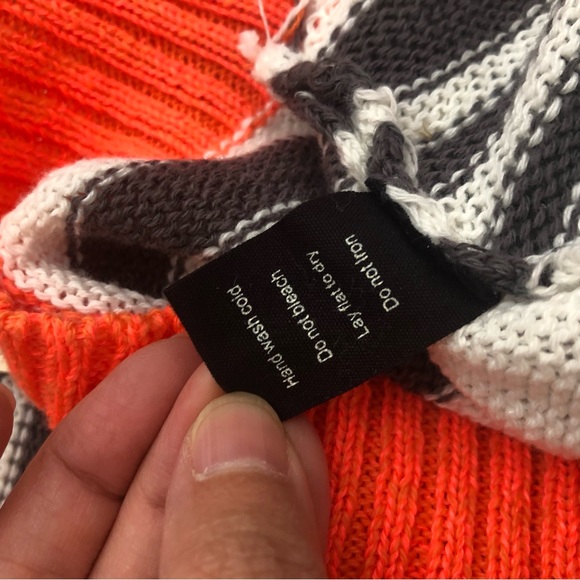 Hand wash cold
Do not bleach
Lay flat to dry
Do not Iron